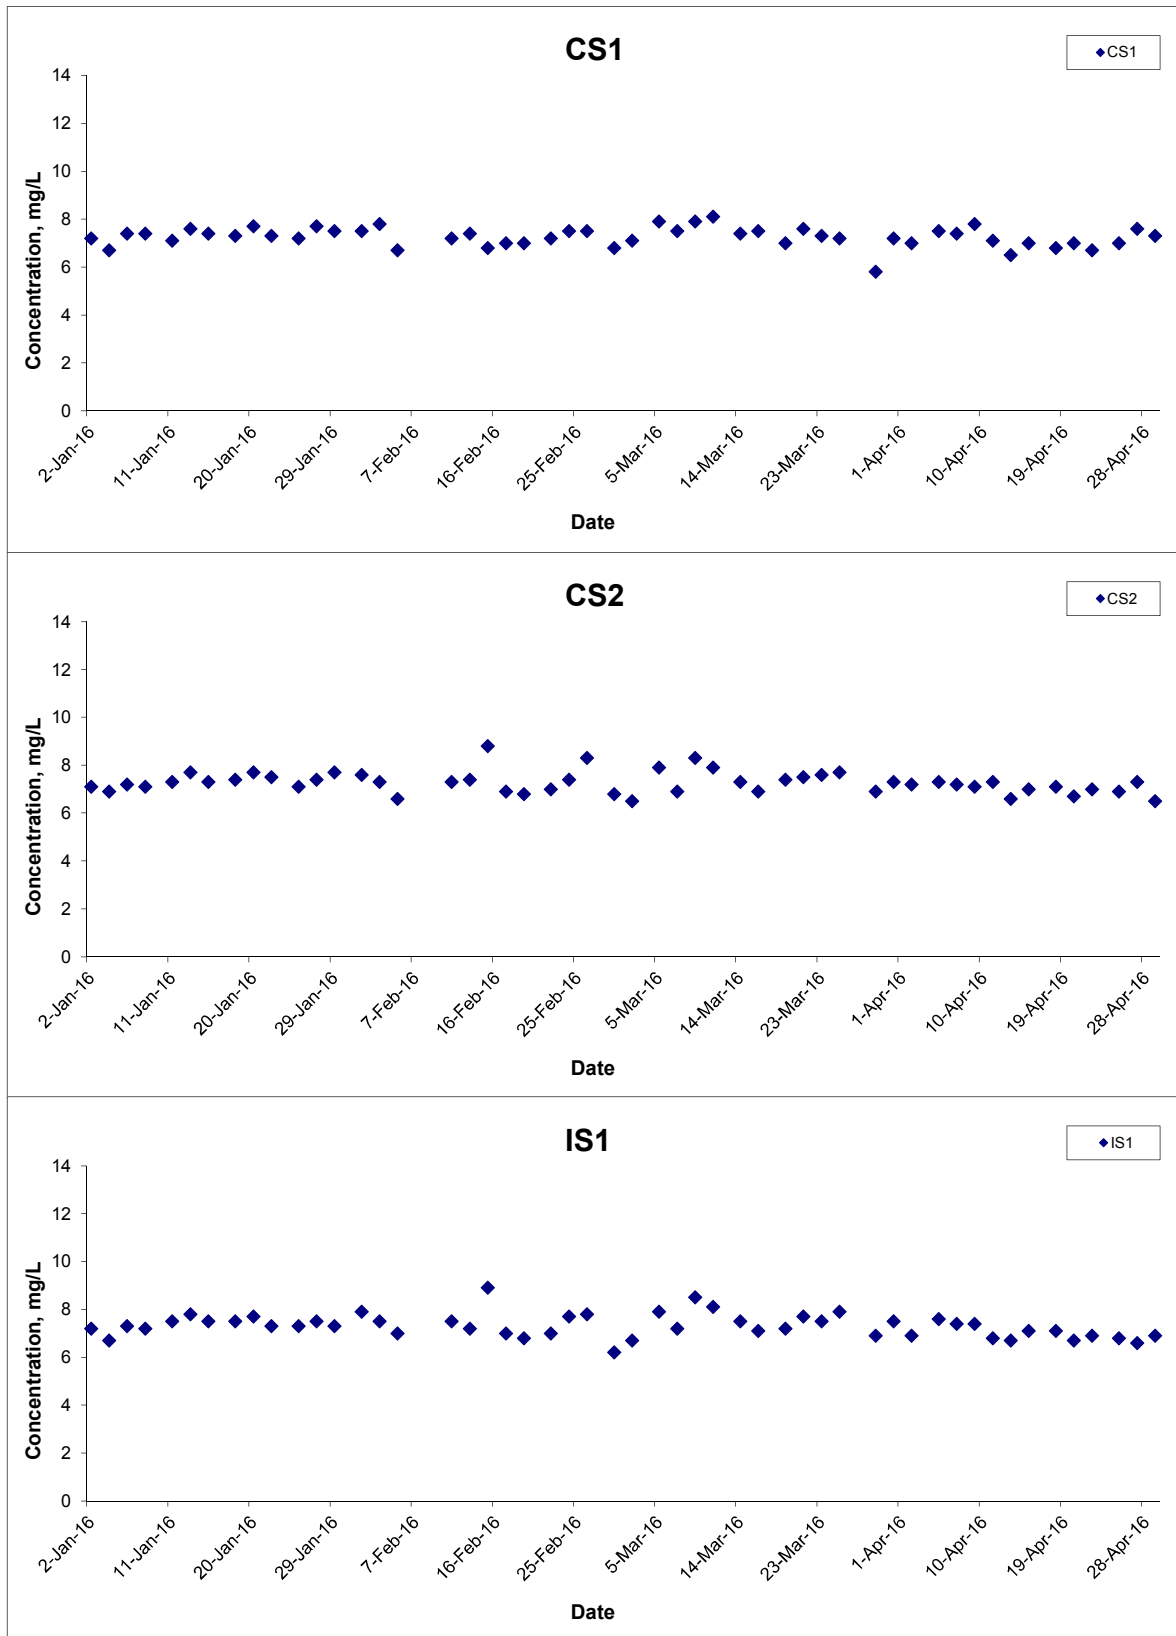 CS1
CS1
14
12
10
8
6
4
2
0
Concentration, mg/L
2-Jan-16
11-Jan-16
20-Jan-16
29-Jan-16
7-Feb-16
16-Feb-16
25-Feb-16
5-Mar-16
14-Mar-16
23-Mar-16
1-Apr-16
10-Apr-16
19-Apr-16
28-Apr-16
Date
CS2
CS2
14
12
10
8
6
4
2
0
Concentration, mg/L
2-Jan-16
11-Jan-16
20-Jan-16
29-Jan-16
7-Feb-16
16-Feb-16
25-Feb-16
5-Mar-16
14-Mar-16
23-Mar-16
1-Apr-16
10-Apr-16
19-Apr-16
28-Apr-16
Date
IS1
IS1
14
12
10
8
6
4
2
0
Concentration, mg/L
2-Jan-16
11-Jan-16
20-Jan-16
29-Jan-16
7-Feb-16
16-Feb-16
25-Feb-16
5-Mar-16
14-Mar-16
23-Mar-16
1-Apr-16
10-Apr-16
19-Apr-16
28-Apr-16
Date